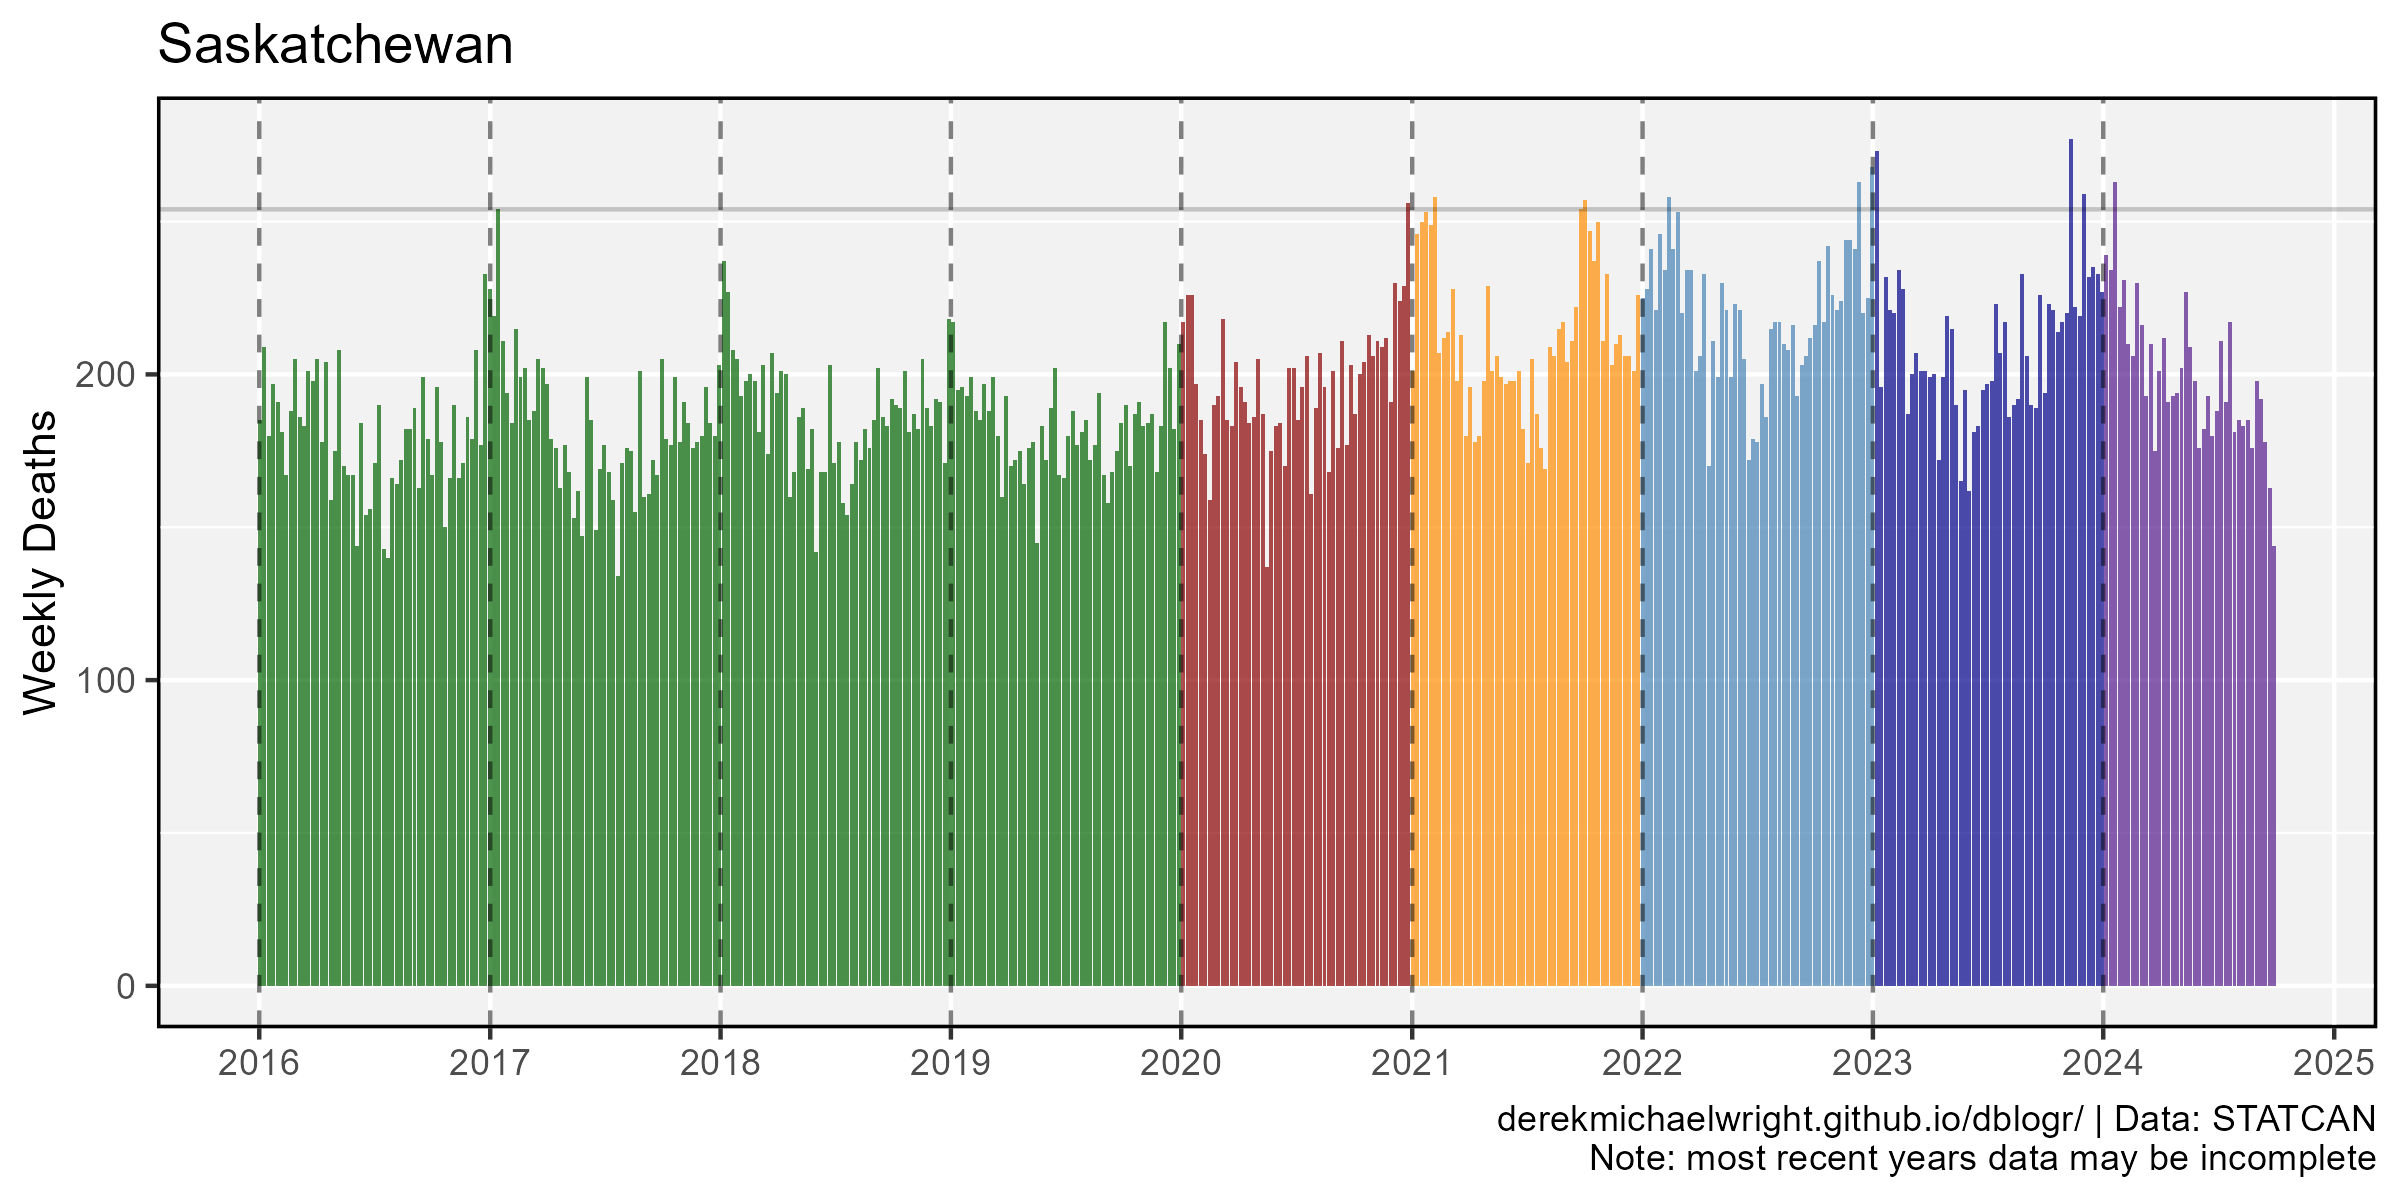 Saskatchewan
Weekly Deaths
200
100
0
2016 2017 2018 2019 2020 2021 2022 2023 2024 2025
derekmichaelwright.github.io/dblogr/ | Data: STATCAN
Note: most recent years data may be incomplete